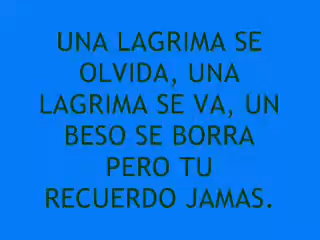 UNA LAGRIMA SE
OLVIDA, UNA
LAGRIMA SE VA, UN
BESO SE BORRA
PERO TU
RECUERDO JAMAS.